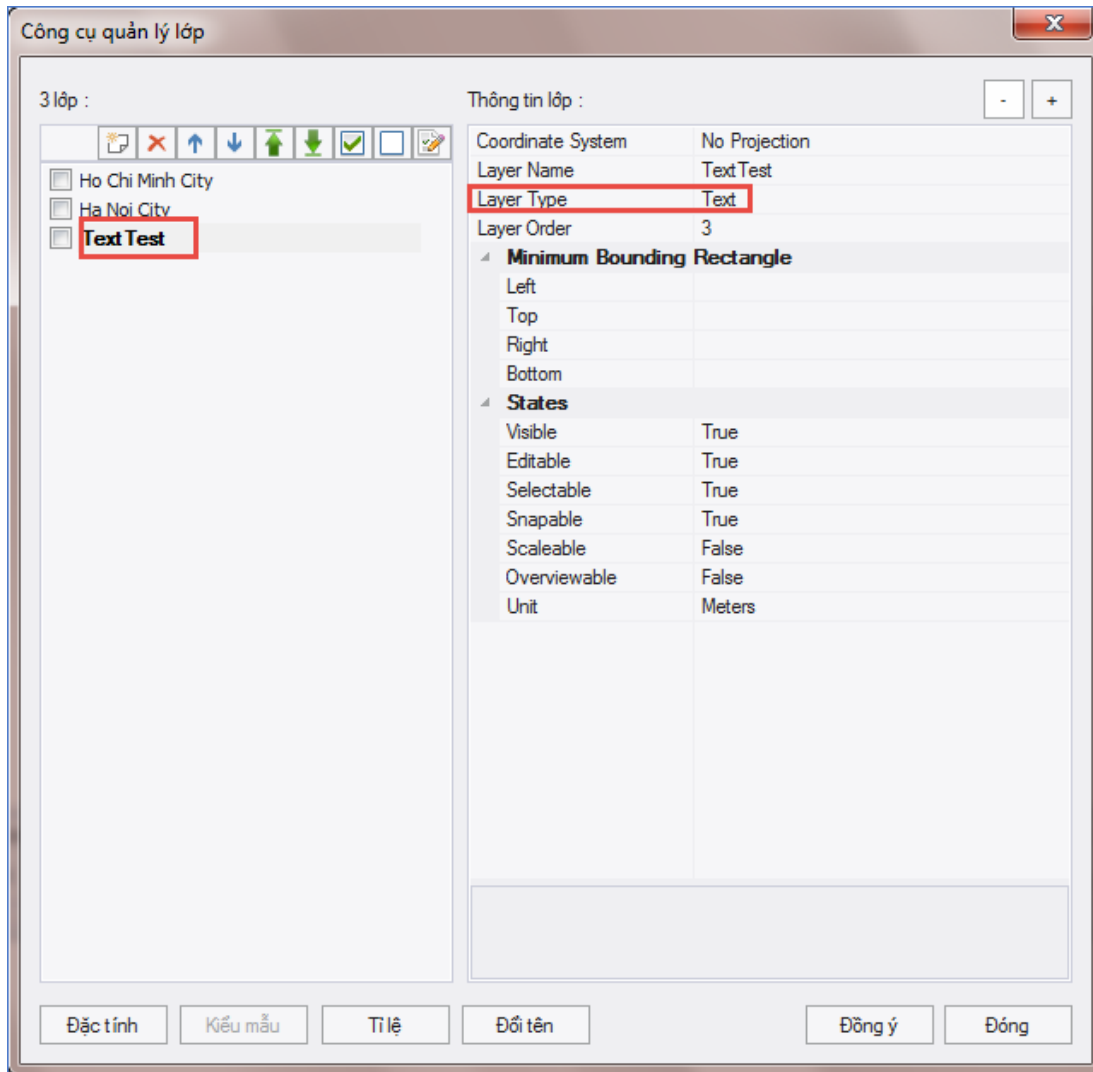 Công cụ quản lý lớp
x
3 lớp :
Thông tin lớp :
- +
Ho Chi Minh City
Ha Noi City
Text Test
Coordinate System No Projection
Layer Name Text Test
Layer Type Text
Layer Order 3
Minimum Bounding Rectangle
Left
Top
Right
Bottom
States
Visible True
Editable True
Selectable True
Snapable True
Scaleable False
Overviewable False
Unit Meters
Đặc tính Kiểu mẫu Tỉ lệ Đổi tên Đồng ý Đóng